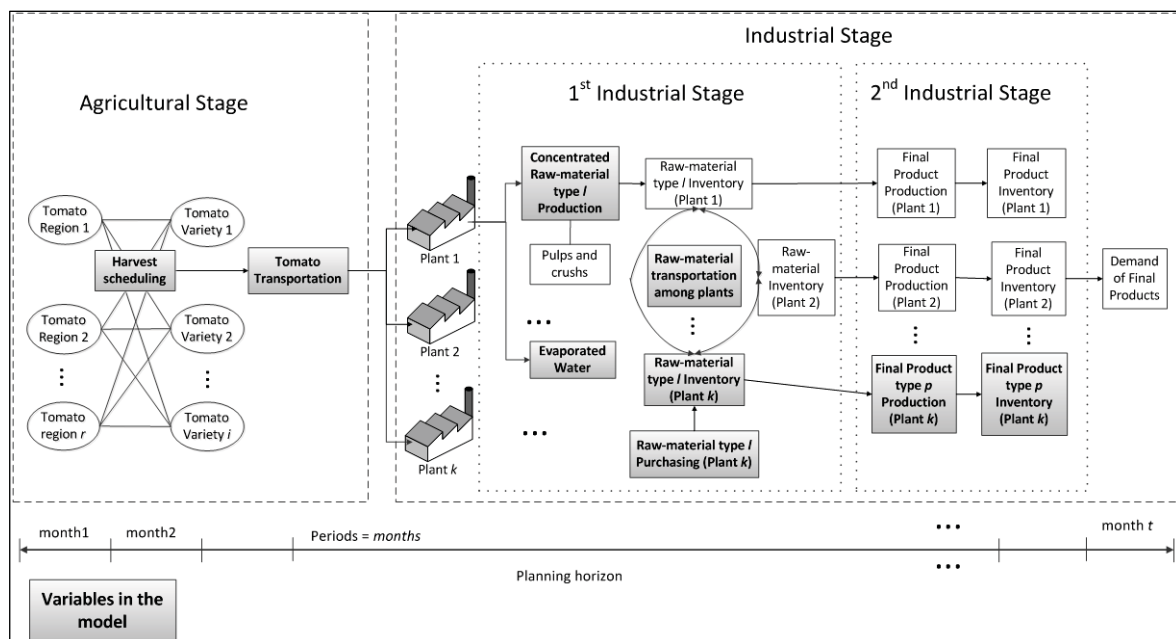 Industrial Stage
Agricultural Stage
1st Industrial Stage
2nd Industrial Stage
Tomato
Region 1
Tomato
Variety 1
Harvest
scheduling
Tomato
Transportation
Tomato
Region 2
Tomato
Variety 2
Tomato
region r
Tomato
Variety i
Plant 1
Plant 2
Plant k
Concentrated
Raw-material
type l
Production
Pulps and
crushs
Evaporated
Water
Raw-material
type l Inventory
(Plant 1)
Raw-material
transportation
among plants
Raw-
material
Inventory
(Plant 2)
Raw-material
type l Inventory
(Plant k)
Raw-material type l
Purchasing (Plant k)
Final
Product
Production
(Plant 1)
Final
Product
Inventory
(Plant 1)
Final
Product
Production
(Plant 2)
Final
Product
Inventory
(Plant 2)
Demand
of Final
Products
Final Product
type p
Production
(Plant k)
Final Product
type p
Inventory
(Plant k)
month1
month2
Periods = months
month t
Planning horizon
Variables in the
model